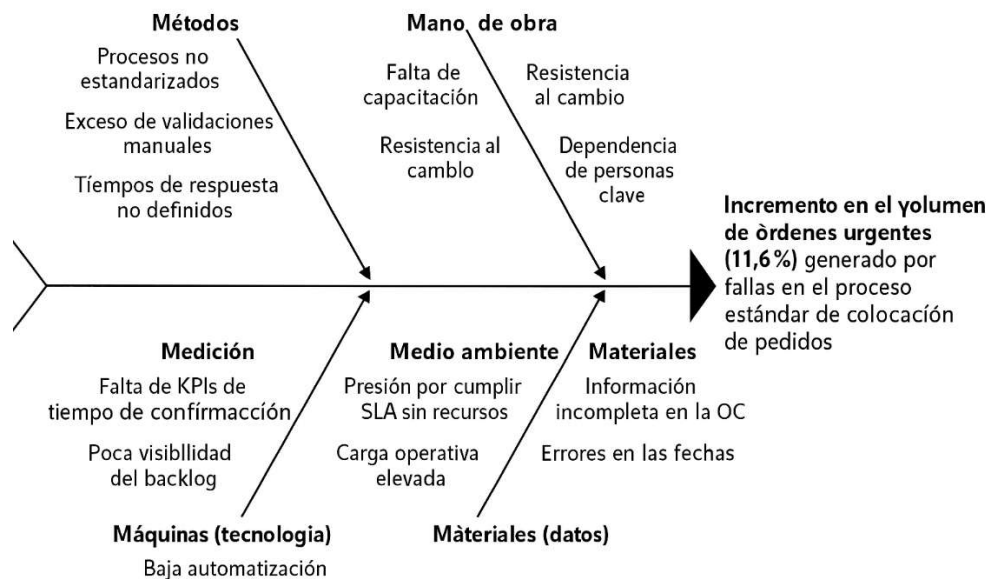 Métodos
Procesos no
estandarizados
Exceso de validaciones
manuales
Tíempos de respuesta
no definidos
Mano de obra
Falta de
capacitación
Resistencia al
camblo
Resistencia
al cambio
Dependencia
de personas
clave
Incremento en el yolumen
de òrdenes urgentes
(11,6%) generado por
fallas en el proceso
estándar de colocacíón
de pedidos
Medición
Falta de KPIs de
tiempo de confírmaccíón
Poca visibllidad
del backlog
Máquinas (tecnologia)
Baja automatización
Medio ambiente
Presión por cumplir
SLA sin recursos
Carga operativa
elevada
Materiales
Información
incompleta en la OC
Errores en las fechas
Màteriales (datos)